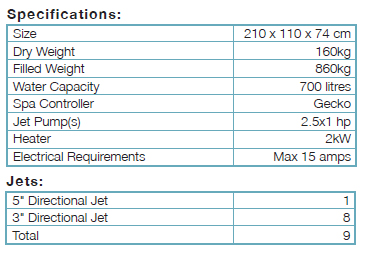 Specifications:
Size 210 x 110 x 74 cm
Dry Weight 160kg
Filled Weight 860kg
Water Capacity 700 litres
Spa Controller Gecko
Jet Pump(s) 2.5x1 hp
Heater 2kW
Electrical Requirements Max 15 amps
Jets:
5" Directional Jet 1
3" Directional Jet 8
Total 9